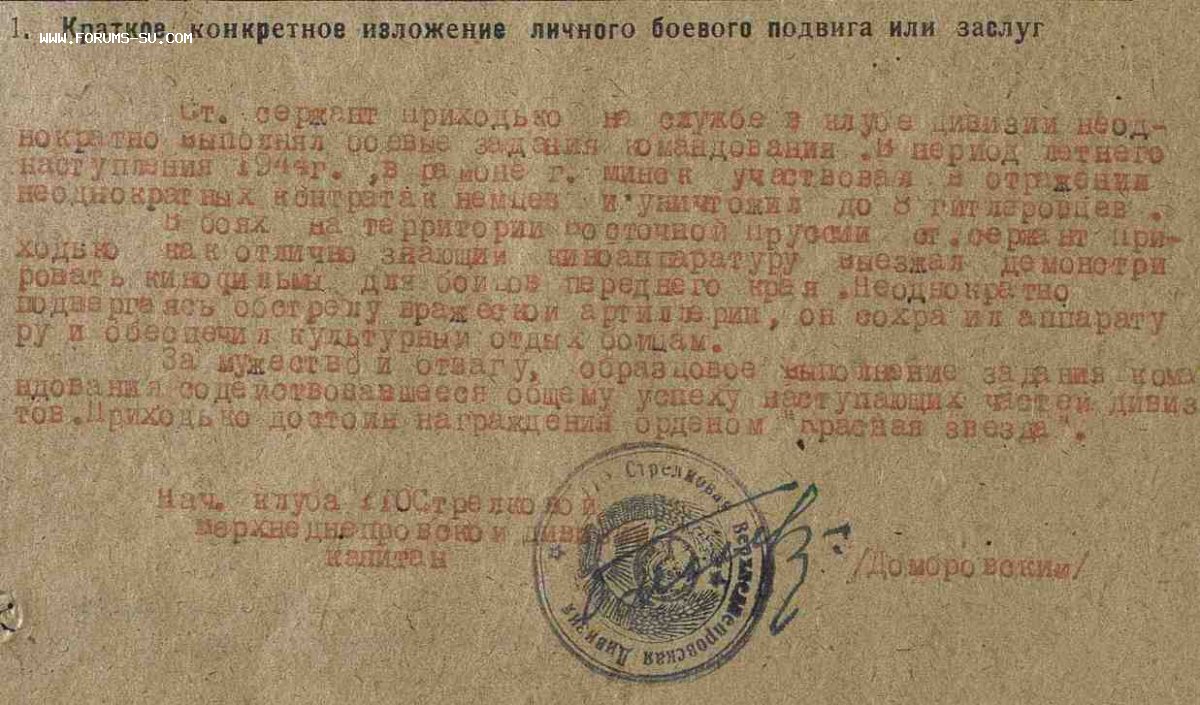 1. Краткое, конкретное изложение личного боевого подвига или заслуг
www.forums-su.com
Ст. сержант Приходько на службе в клубе дивизии неод-
нократно выполнял боевые задания командования .В период летнего
наступления 1944г. ,в районе г. Минск участвовал в отражении
неоднократных контратак немцев и уничтожил до 8 гитлеровцев .
В боях на территории Восточной Пруссии ст.сержант При-
ходько как отлично знающий киноаппаратуру выезжал демонстри
ровать кинофильмы для бойцов переднего края .Неоднократно
подвергаясь обстрелу вражеской артиллерии, он сохра ил аппарату
ру и обеспечил культурный отдых бойцам.
За мужество и отвагу, образцовое выполнение задания кома
ндования содействовавшееся общему успеху наступающих частей дивиз
тов.Приходько достоин награждения орденом "Красная звезда".
Нач. клуба 110Стрелковой
Верхнеднепровской дивиз
капитан /Доморовский/
Стрелковая Верхнеднепровская Дивизия